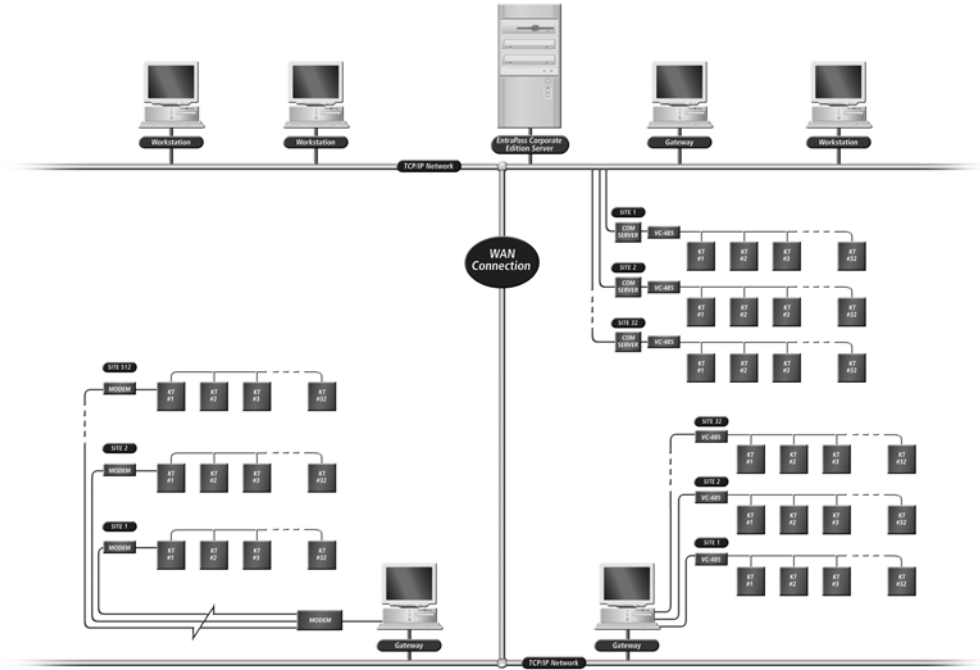 Workstation
Workstation
EntraPass Corporate
Edition Server
Gateway
Workstation
TCP/IP Network
WAN
Connection
SITE 1
COM
SERVER
VC-485
KT
#1
KT
#2
KT
#3
KT
#32
SITE 2
COM
SERVER
VC-485
KT
#1
KT
#2
KT
#3
KT
#32
SITE 32
COM
SERVER
VC-485
KT
#1
KT
#2
KT
#3
KT
#32
SITE 512
MODEM
KT
#1
KT
#2
KT
#3
KT
#32
SITE 2
MODEM
KT
#1
KT
#2
KT
#3
KT
#32
SITE 1
MODEM
KT
#1
KT
#2
KT
#3
KT
#32
MODEM
Gateway
SITE 32
VC-485
KT
#1
KT
#2
KT
#3
KT
#32
SITE 2
VC-485
KT
#1
KT
#2
KT
#3
KT
#32
SITE 1
VC-485
KT
#1
KT
#2
KT
#3
KT
#32
Gateway
TCP/IP Network